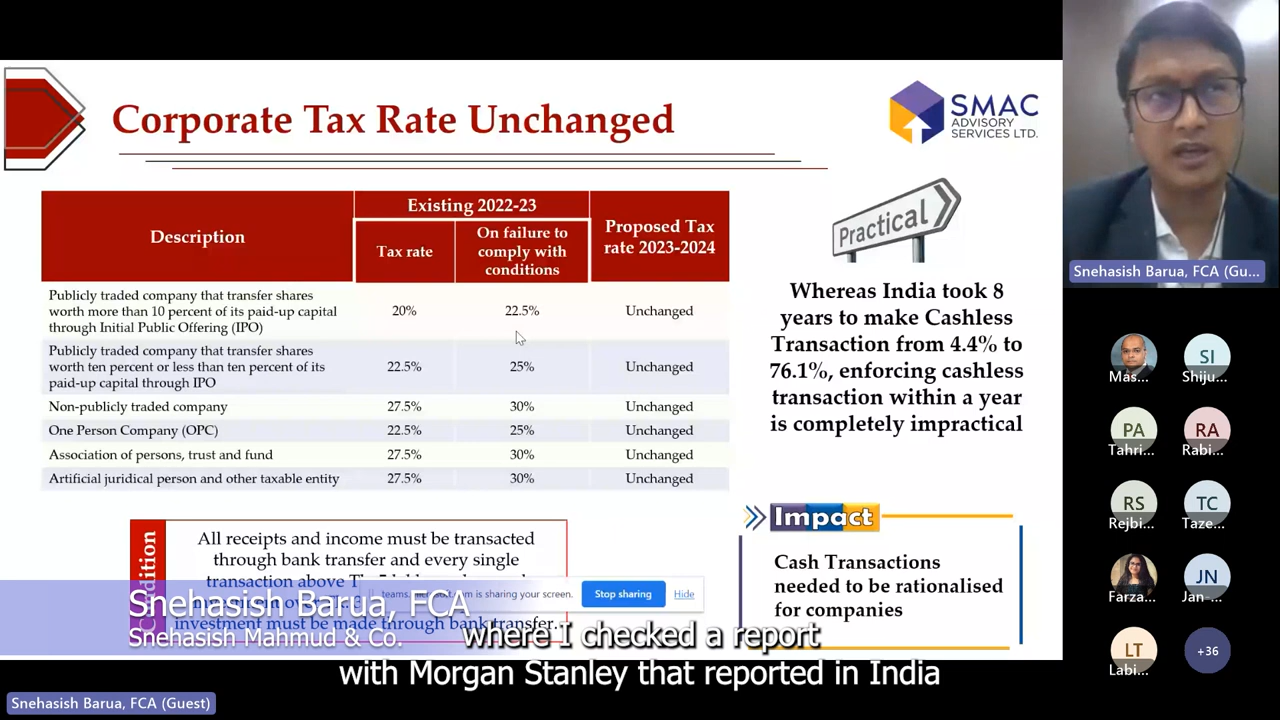 Corporate Tax Rate Unchanged
SMAC
ADVISORY
SERVICES LTD.
Description
Existing 2022-23
Tax rate
On failure to
comply with
conditions
Proposed Tax
rate 2023-2024
Publicly traded company that transfer shares
worth more than 10 percent of its paid-up capital
through Initial Public Offering (IPO)
20%
22.5%
Unchanged
Publicly traded company that transfer shares
worth ten percent or less than ten percent of its
paid-up capital through IPO
22.5%
25%
Unchanged
Non-publicly traded company
27.5%
30%
Unchanged
One Person Company (OPC)
22.5%
25%
Unchanged
Association of persons, trust and fund
27.5%
30%
Unchanged
Artificial juridical person and other taxable entity
27.5%
30%
Unchanged
Practical
Whereas India took 8
years to make Cashless
Transaction from 4.4% to
76.1%, enforcing cashless
transaction within a year
is completely impractical
Impact
Cash Transactions
needed to be rationalised
for companies
All receipts and income must be transacted
through bank transfer and every single
transaction above
investment must be made through bank transfer.
is sharing your screen.
Stop sharing
Hide
Snehasish Barua, FCA
Snehasish Mahmud & Co.
where I checked a report
with Morgan Stanley that reported in India
Snehasish Barua, FCA (Guest)
Snehasish Barua, FCA (Gu...
Mas...
SI
Shiju...
PA
Tahri...
RA
Rabi...
RS
Rejbi...
TC
Taze...
Farza...
JN
Jan-...
LT
Labi...
+36